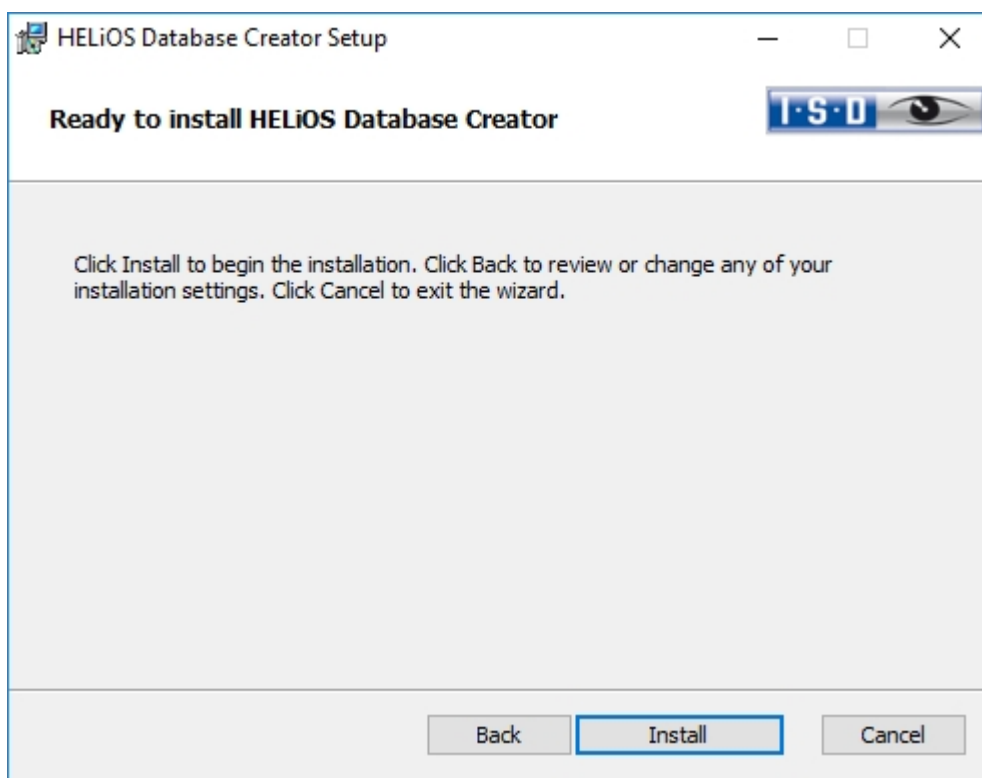 HELiOS Database Creator Setup
Ready to install HELiOS Database Creator
I·S·D
Click Install to begin the installation. Click Back to review or change any of your
installation settings. Click Cancel to exit the wizard.
Back Install Cancel